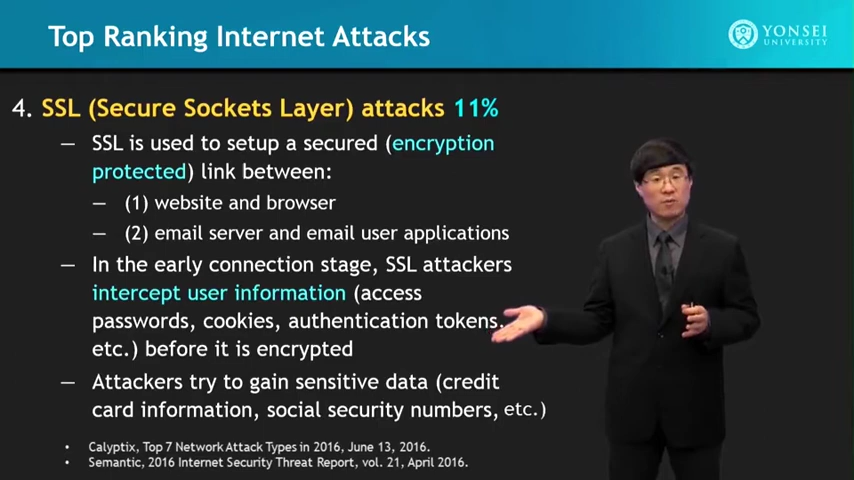 Top Ranking Internet Attacks
YONSEI
UNIVERSITY
4. SSL (Secure Sockets Layer) attacks 11%
— SSL is used to setup a secured (encryption
protected) link between:
— (1) website and browser
— (2) email server and email user applications
— In the early connection stage, SSL attackers
intercept user information (access
passwords, cookies, authentication tokens,
etc.) before it is encrypted
— Attackers try to gain sensitive data (credit
card information, social security numbers, etc.)
• Calyptix, Top 7 Network Attack Types in 2016, June 13, 2016.
• Semantic, 2016 Internet Security Threat Report, vol. 21, April 2016.